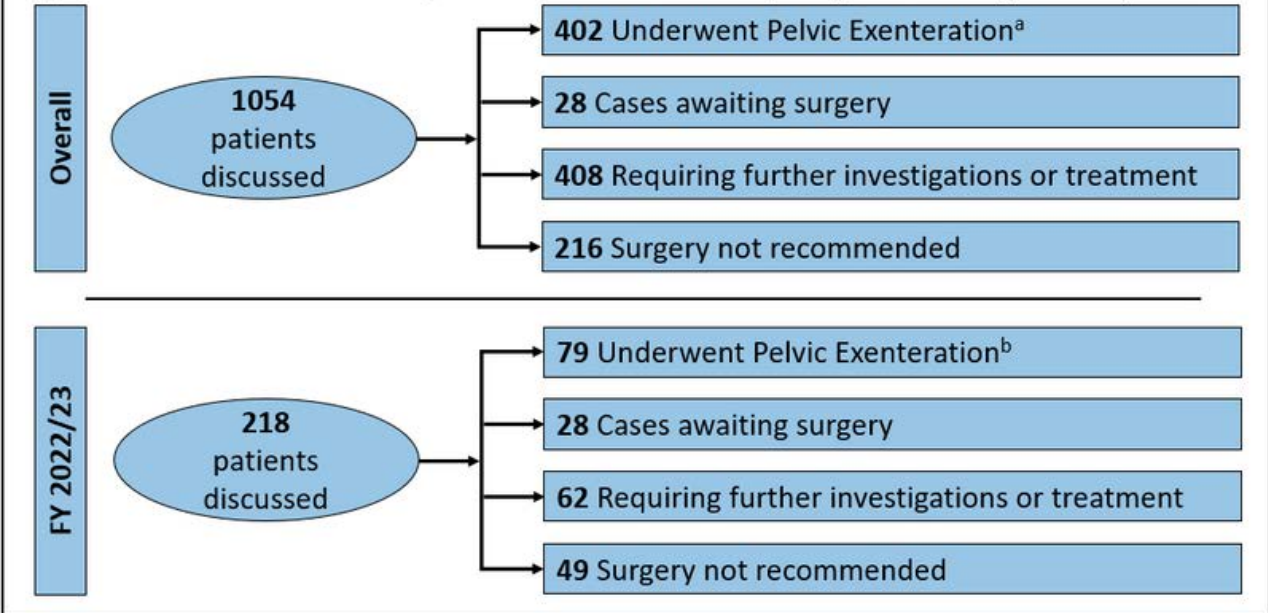 Overall
1054
patients
discussed
402 Underwent Pelvic Exenterationᵃ
28 Cases awaiting surgery
408 Requiring further investigations or treatment
216 Surgery not recommended
FY 2022/23
218
patients
discussed
79 Underwent Pelvic Exenterationᵇ
28 Cases awaiting surgery
62 Requiring further investigations or treatment
49 Surgery not recommended